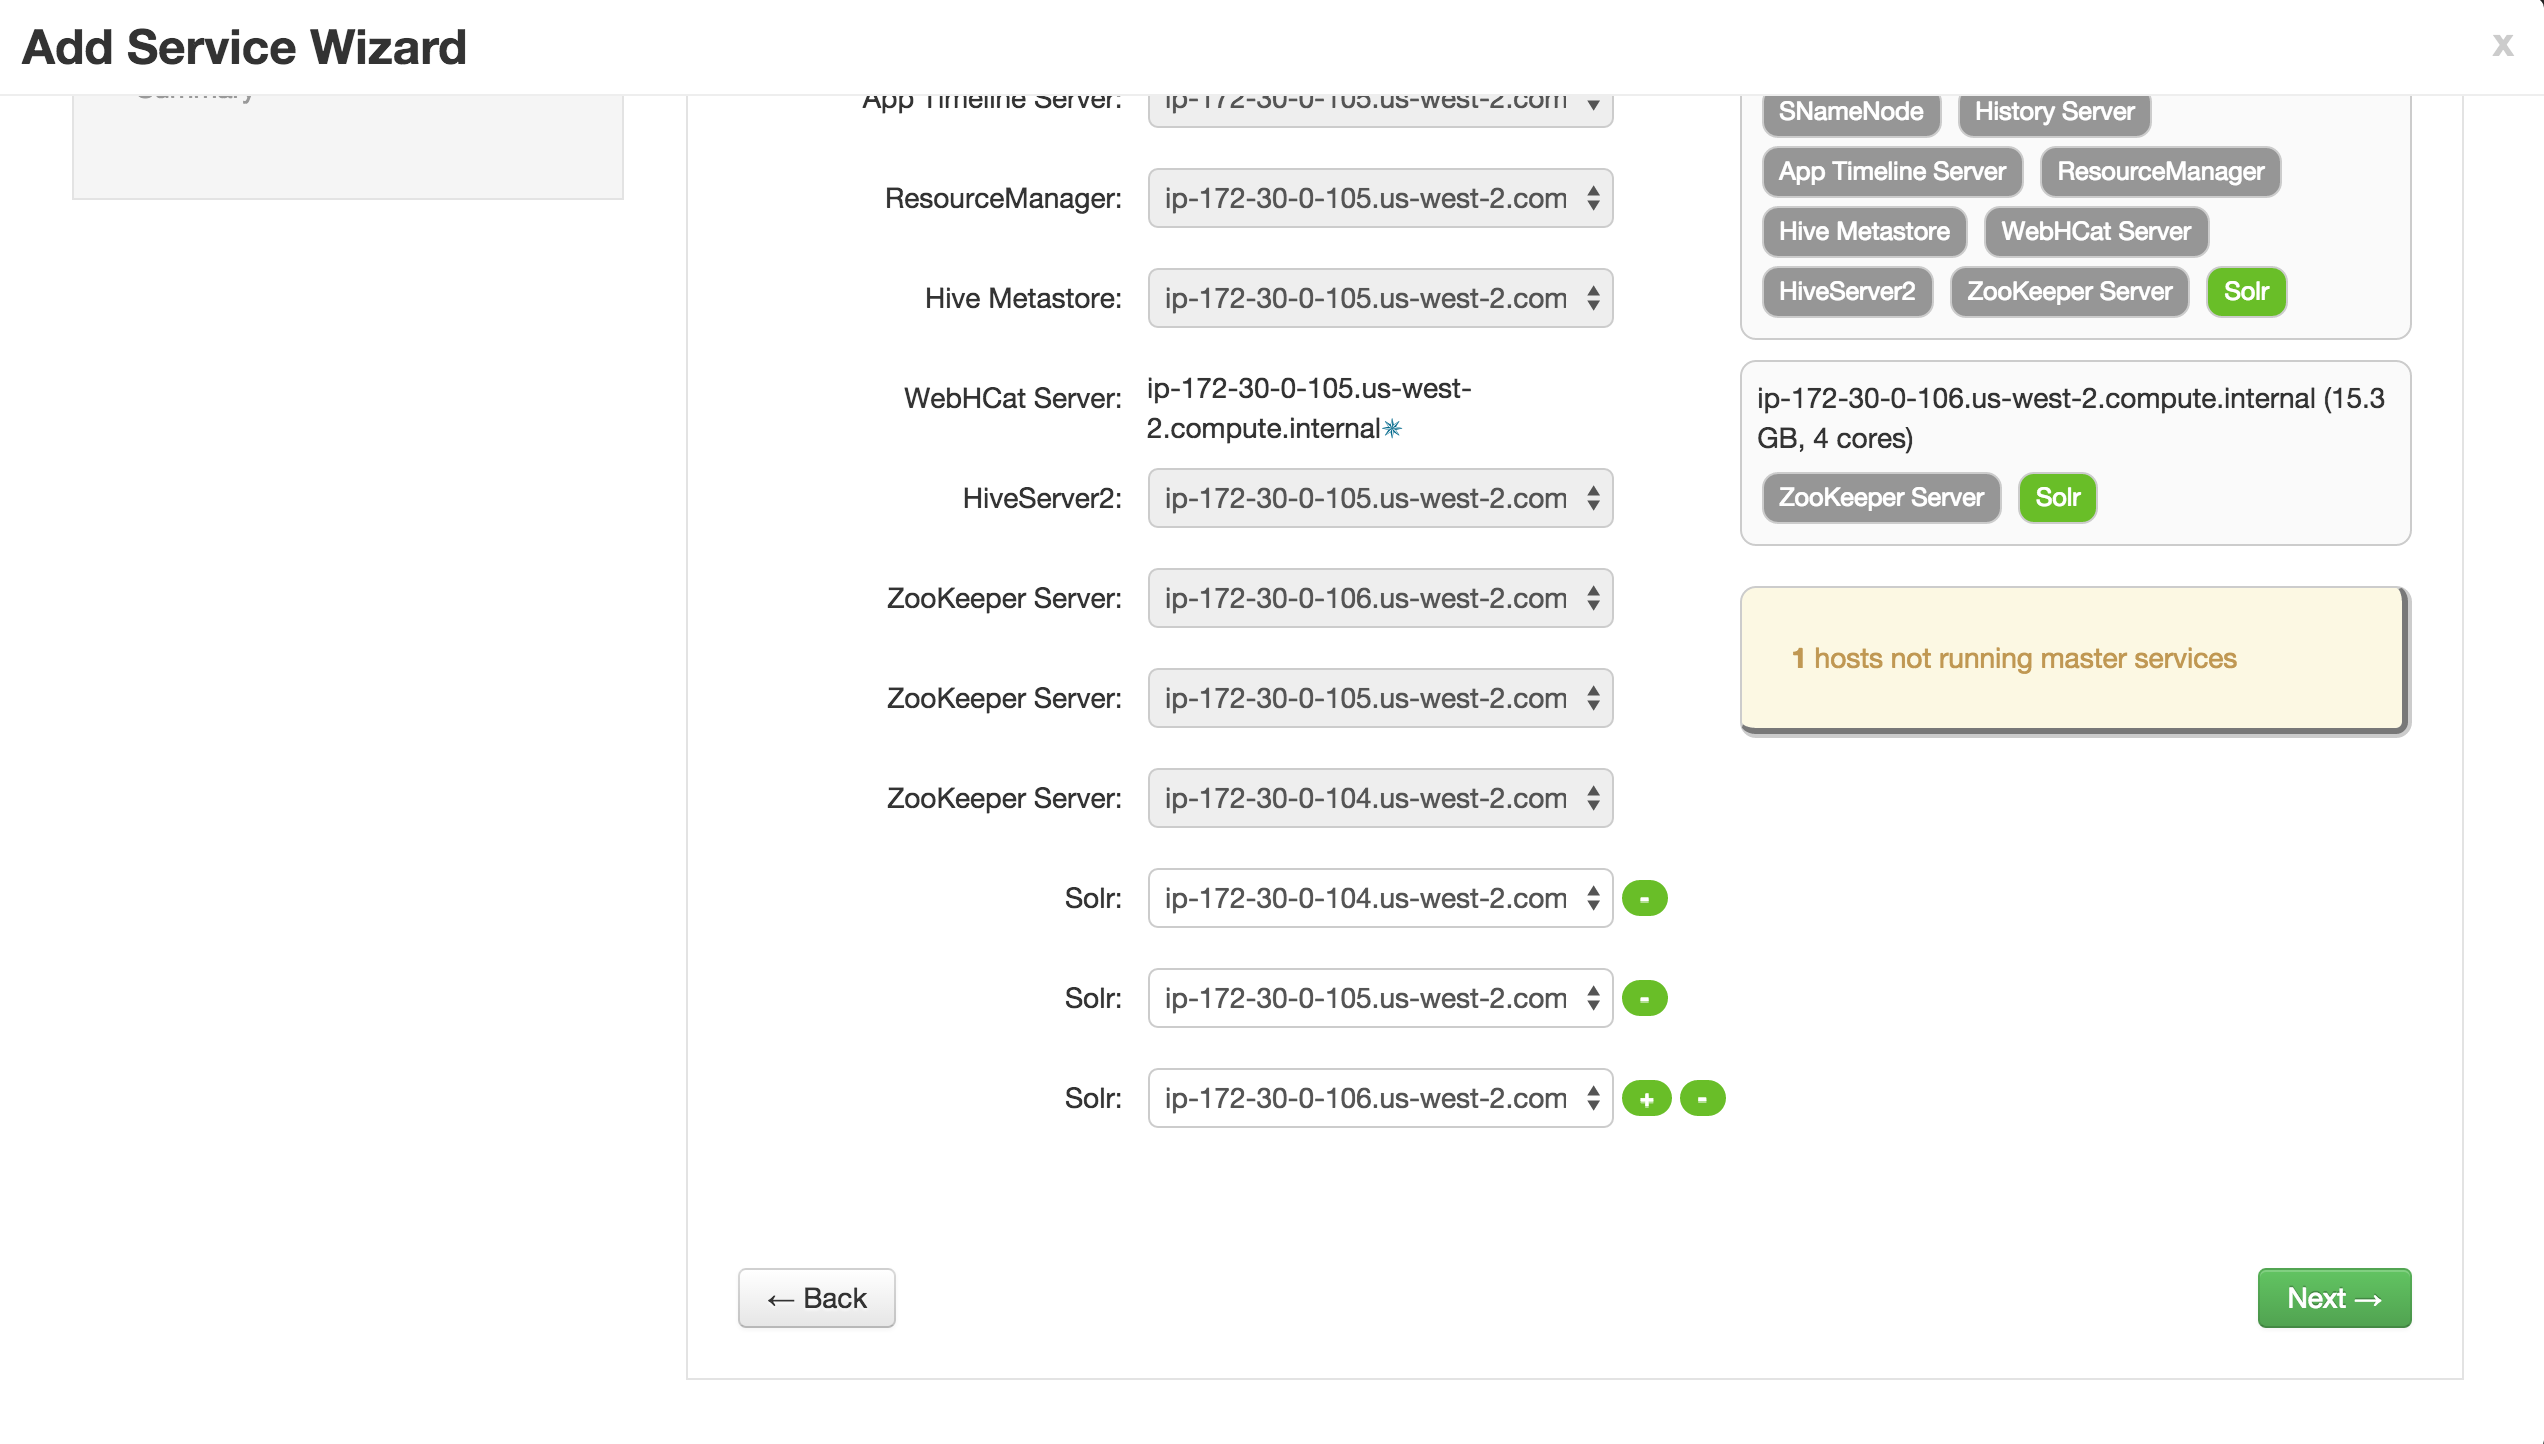 Add Service Wizard
x
Summary
App Timeline Server: ip-172-30-0-105.us-west-2.com
ResourceManager: ip-172-30-0-105.us-west-2.com
Hive Metastore: ip-172-30-0-105.us-west-2.com
WebHCat Server: ip-172-30-0-105.us-west-
2.compute.internal✳
HiveServer2: ip-172-30-0-105.us-west-2.com
ZooKeeper Server: ip-172-30-0-106.us-west-2.com
ZooKeeper Server: ip-172-30-0-105.us-west-2.com
ZooKeeper Server: ip-172-30-0-104.us-west-2.com
Solr: ip-172-30-0-104.us-west-2.com -
Solr: ip-172-30-0-105.us-west-2.com -
Solr: ip-172-30-0-106.us-west-2.com + -
SNameNode History Server
App Timeline Server ResourceManager
Hive Metastore WebHCat Server
HiveServer2 ZooKeeper Server Solr
ip-172-30-0-106.us-west-2.compute.internal (15.3
GB, 4 cores)
ZooKeeper Server Solr
1 hosts not running master services
← Back
Next →